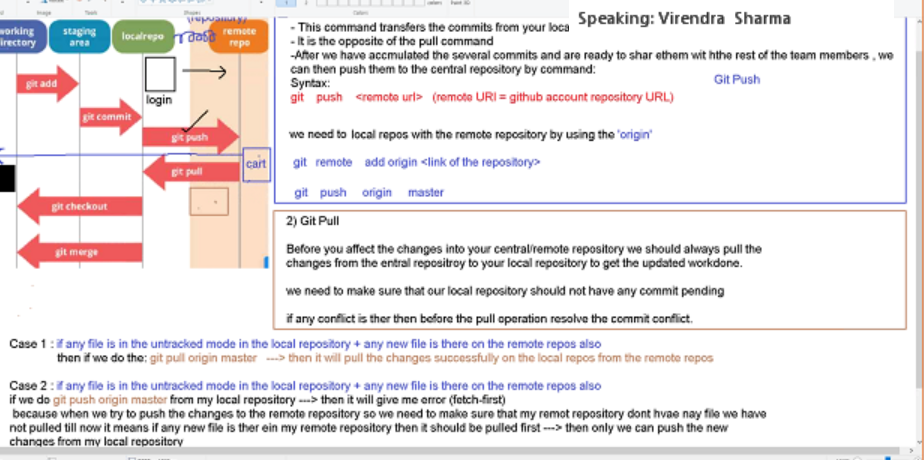 Image
Tools
Shapes
Colors
Speaking: Virendra Sharma
working directory
staging area
localrepo
(repository)
remote repo
git add
login
git commit
git push
cart
git pull
git checkout
git merge
- This command transfers the commits from your loca
- It is the opposite of the pull command
-After we have accmulated the several commits and are ready to shar ethem wit hthe rest of the team members , we
can then push them to the central repository by command:
Git Push
Syntax:
git push <remote url> (remote URl = github account repository URL)
we need to local repos with the remote repository by using the 'origin'
git remote add origin <link of the repository>
git push origin master
2) Git Pull
Before you affect the changes into your central/remote repository we should always pull the
changes from the entral repositroy to your local repository to get the updated workdone.
we need to make sure that our local repository should not have any commit pending
if any conflict is ther then before the pull operation resolve the commit conflict.
Case 1 : if any file is in the untracked mode in the local repository + any new file is there on the remote repos also
then if we do the: git pull origin master ---> then it will pull the changes successfully on the local repos from the remote repos
Case 2 : if any file is in the untracked mode in the local repository + any new file is there on the remote repos also
if we do git push origin master from my local repository ---> then it will give me error (fetch-first)
because when we try to push the changes to the remote repository so we need to make sure that my remot repository dont hvae nay file we have
not pulled till now it means if any new file is ther ein my remote repository then it should be pulled first ---> then only we can push the new
changes from my local repository